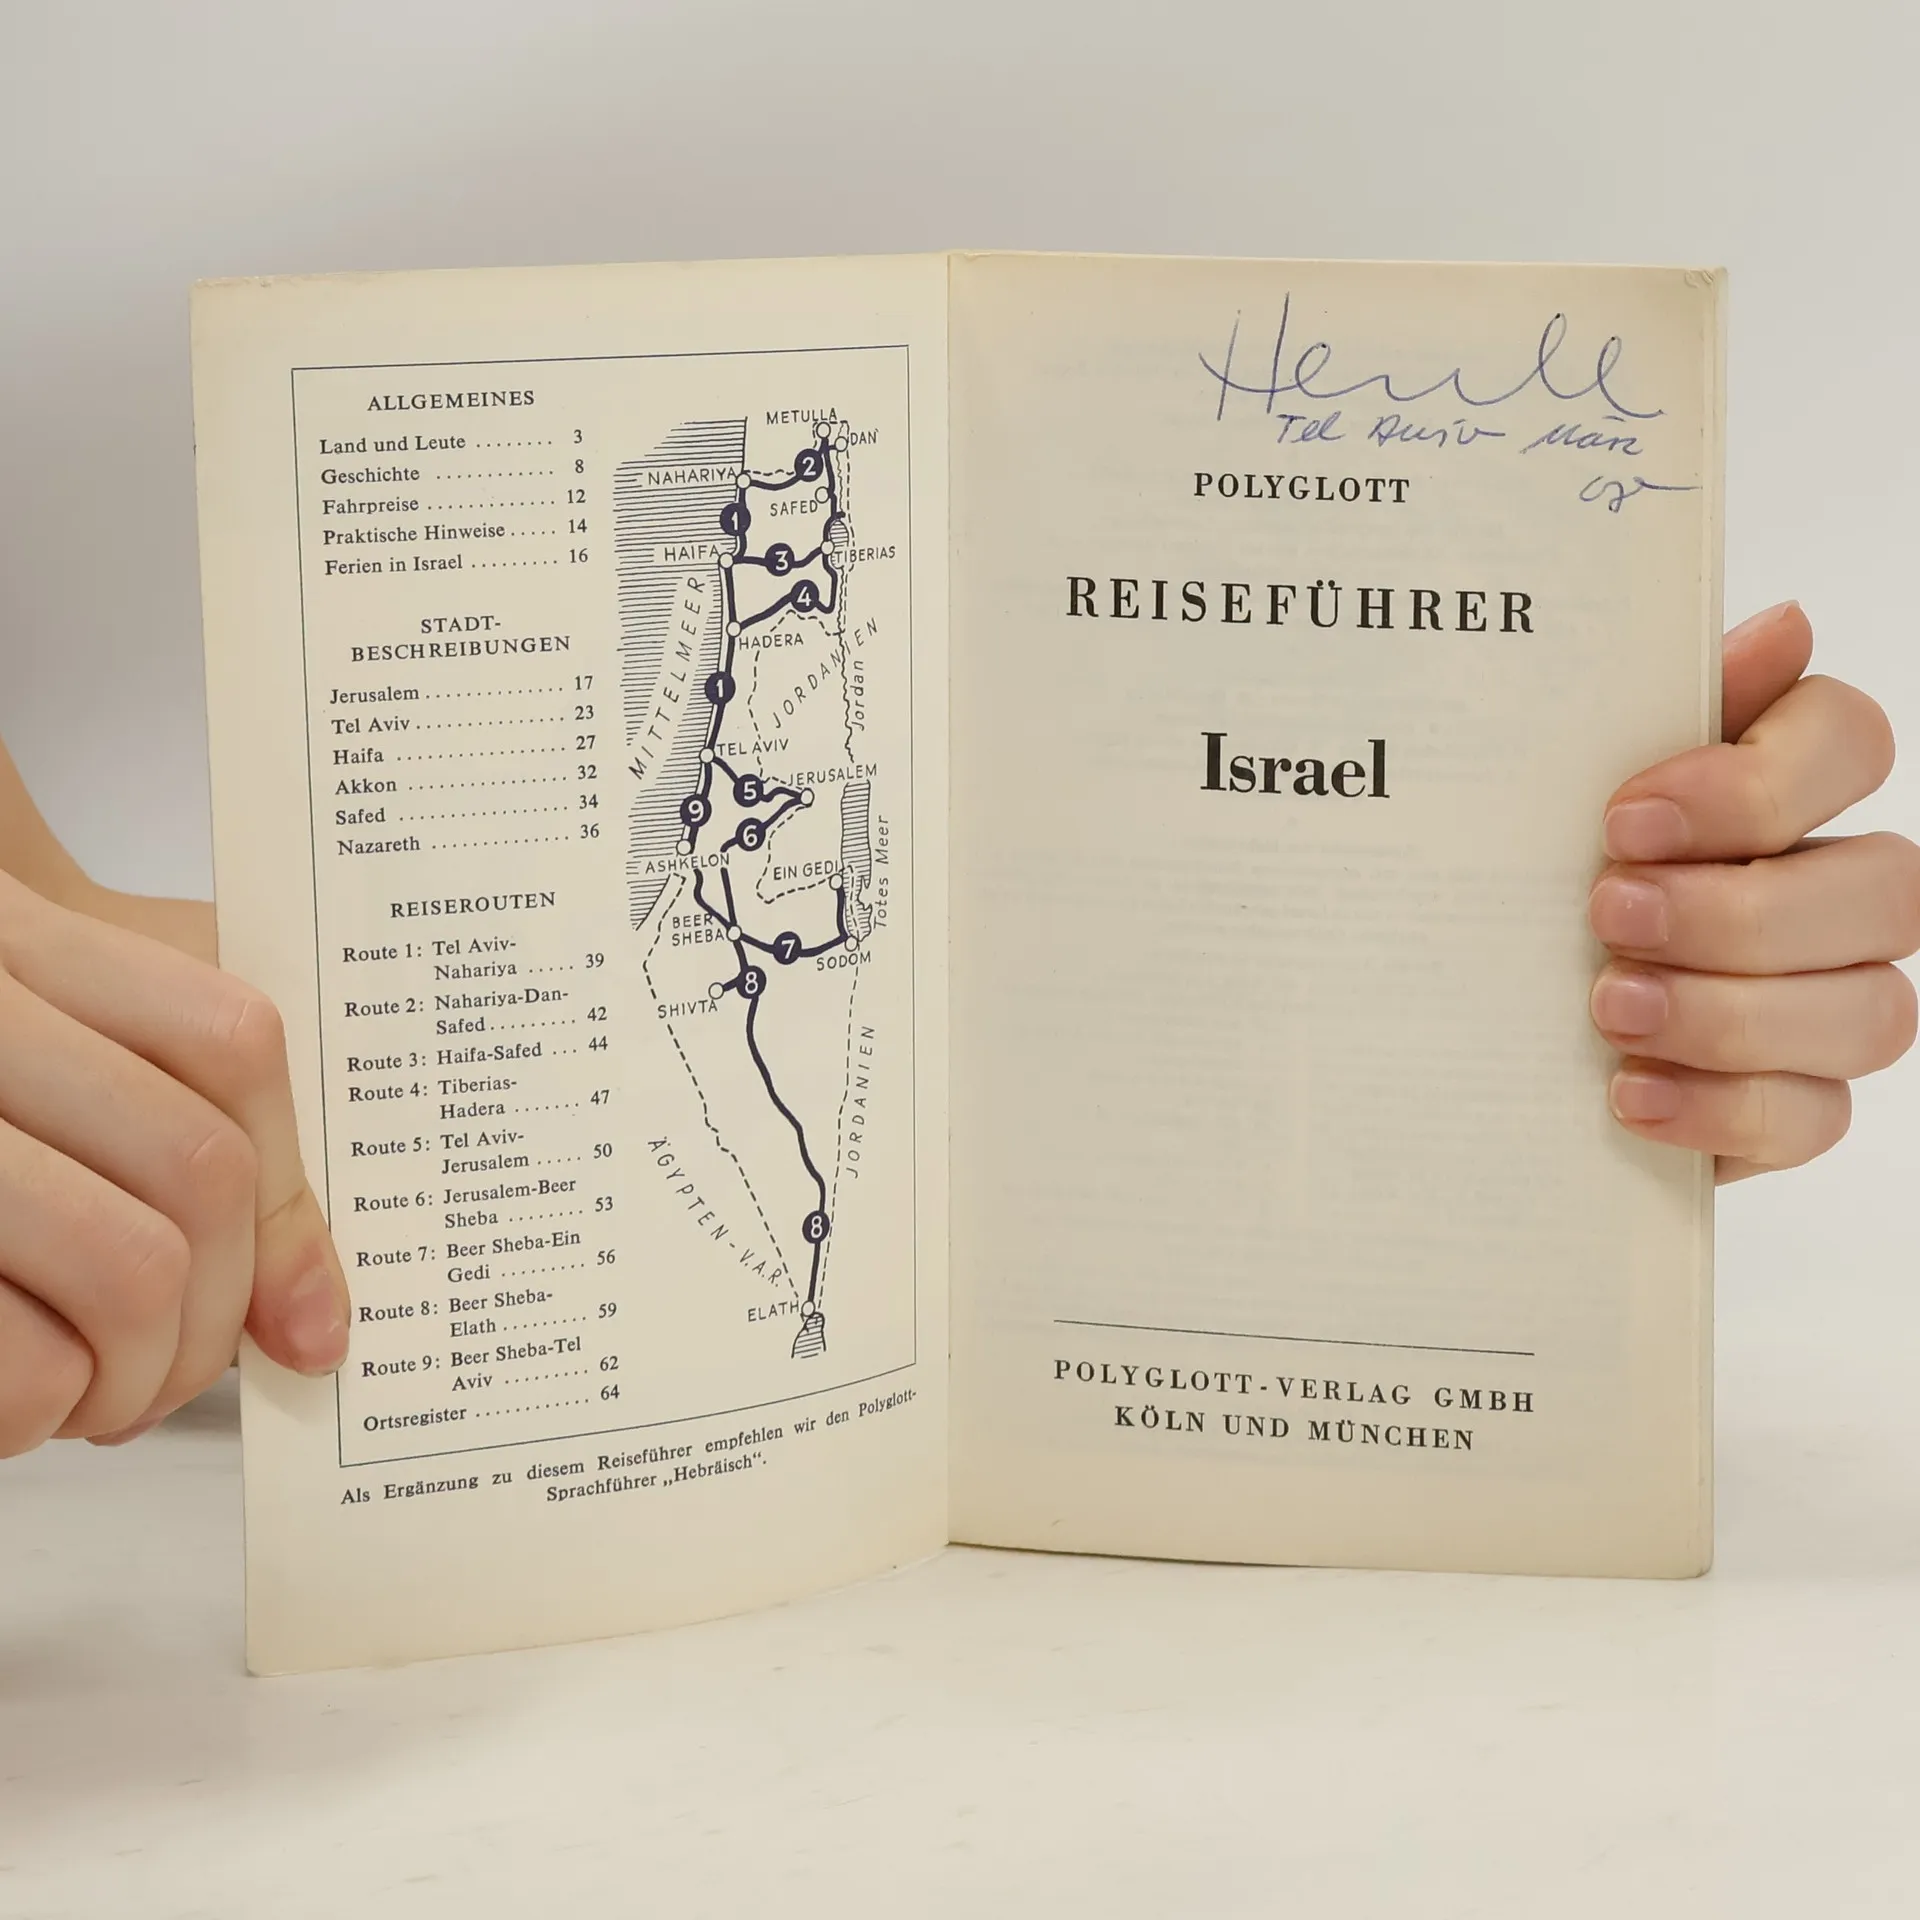 ALLGEMEINES
Land und Leute ........ 3
Geschichte ............ 8
Fahrpreise ............. 12
Praktische Hinweise ..... 14
Ferien in Israel ......... 16
STADT-
BESCHREIBUNGEN
Jerusalem .............. 17
Tel Aviv ............... 23
Haifa ................. 27
Akkon ................ 32
Safed ................. 34
Nazareth .............. 36
REISEROUTEN
Route 1: Tel Aviv-
Nahariya ..... 39
Route 2: Nahariya-Dan-
Safed ......... 42
Route 3: Haifa-Safed ... 44
Route 4: Tiberias-
Hadera ....... 47
Route 5: Tel Aviv-
Jerusalem ..... 50
Route 6: Jerusalem-Beer
Sheba ........ 53
Route 7: Beer Sheba-Ein
Gedi ......... 56
Route 8: Beer Sheba-
Elath ......... 59
Route 9: Beer Sheba-Tel
Aviv ......... 62
Ortsregister ............ 64
METULLA
DAN
2
NAHARIYA
SAFED
1
HAIFA
3
TIBERIAS
4
MITTELMEER
HADERA
JORDANIEN
Jordan
1
TEL AVIV
JERUSALEM
5
9
6
ASHKELON
EIN GEDI
Totes Meer
BEER
SHEBA
7
SODOM
8
SHIVTA
JORDANIEN
ÄGYPTEN-V.A.R.
8
ELATH
Als Ergänzung zu diesem Reiseführer empfehlen wir den Polyglott-
Sprachführer „Hebräisch“.
Tel Aviv März
POLYGLOTT
REISEFÜHRER
Israel
POLYGLOTT-VERLAG GMBH
KÖLN UND MÜNCHEN